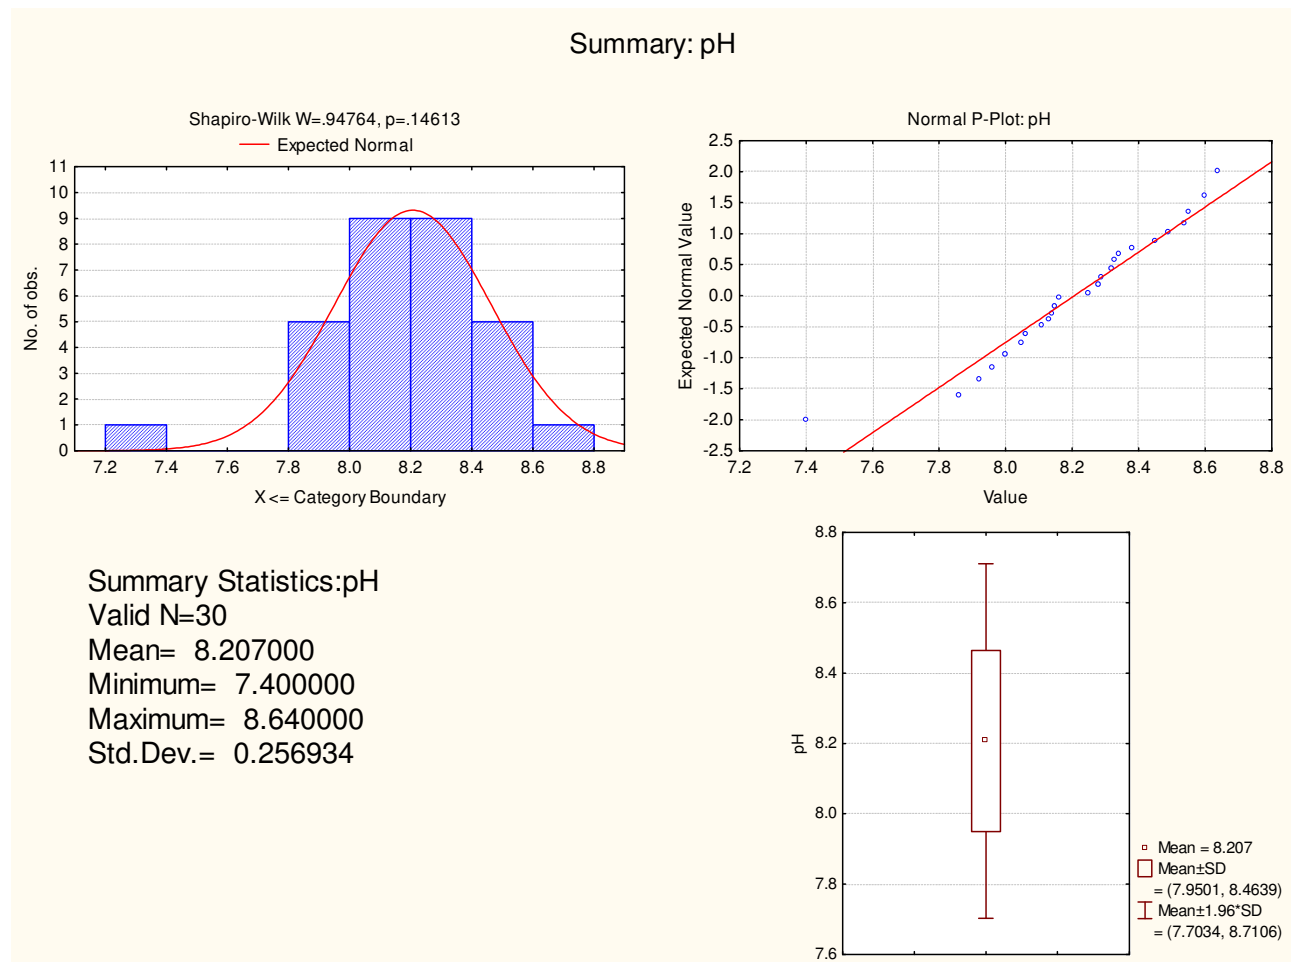 Summary: pH
Shapiro-Wilk W=.94764, p=.14613
Expected Normal
11
10
9
8
7
6
5
4
3
2
1
0
No. of obs.
7.2 7.4 7.6 7.8 8.0 8.2 8.4 8.6 8.8
X <= Category Boundary
Normal P-Plot: pH
2.5
2.0
1.5
1.0
0.5
0.0
-0.5
-1.0
-1.5
-2.0
-2.5
Expected Normal Value
7.2 7.4 7.6 7.8 8.0 8.2 8.4 8.6 8.8
Value
Summary Statistics:pH
Valid N=30
Mean= 8.207000
Minimum= 7.400000
Maximum= 8.640000
Std.Dev.= 0.256934
8.8
8.6
8.4
8.2
8.0
7.8
7.6
pH
Mean = 8.207
Mean±SD
= (7.9501, 8.4639)
Mean±1.96*SD
= (7.7034, 8.7106)